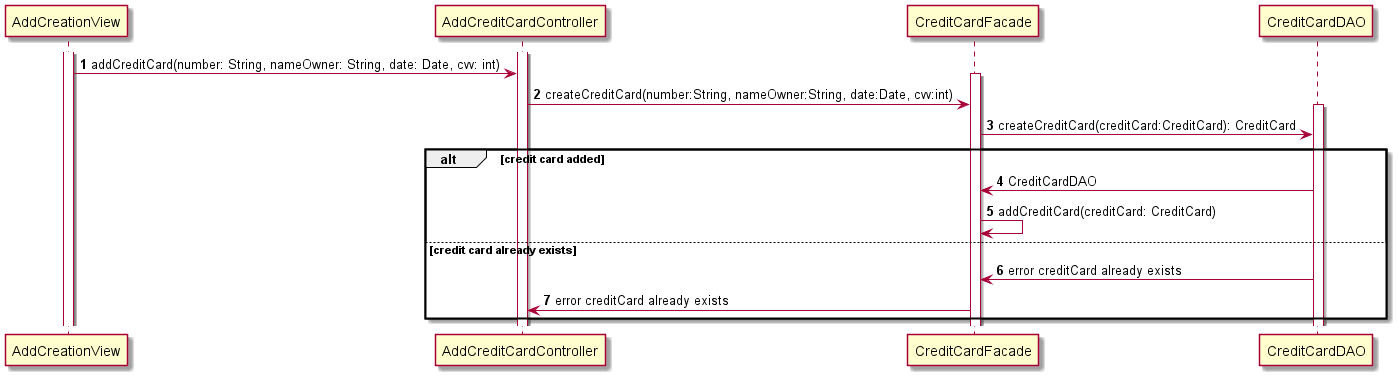 AddCreationView
AddCreditCardController
CreditCardFacade
CreditCardDAO
1 addCreditCard(number: String, nameOwner: String, date: Date, cw: int)
2 createCreditCard(number:String, nameOwner:String, date:Date, cw:int)
3 createCreditCard(creditCard:CreditCard): CreditCard
alt [credit card added]
4 CreditCardDAO
5 addCreditCard(creditCard: CreditCard)
[credit card already exists]
6 error creditCard already exists
7 error creditCard already exists
AddCreationView
AddCreditCardController
CreditCardFacade
CreditCardDAO